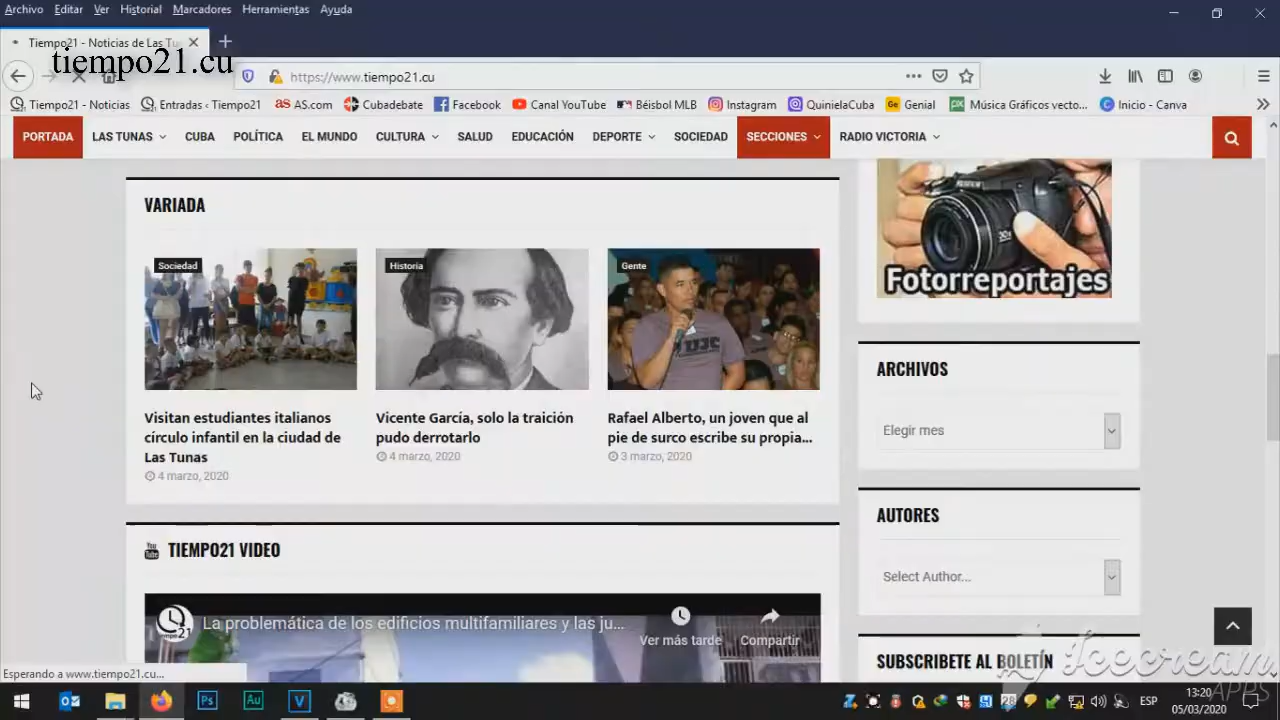 Archivo Editar Ver Historial Marcadores Herramientas Ayuda
Tiempo21 - Noticias de Las Tu
tiempo21.cu
https://www.tiempo21.cu
Tiempo21 - Noticias Entradas ‹ Tiempo21 AS.com Cubadebate Facebook Canal YouTube Béisbol MLB Instagram QuinielaCuba Genial Música Gráficos vecto... Inicio - Canva
PORTADA LAS TUNAS CUBA POLÍTICA EL MUNDO CULTURA SALUD EDUCACIÓN DEPORTE SOCIEDAD SECCIONES RADIO VICTORIA
VARIADA
Sociedad
Visitan estudiantes italianos
círculo infantil en la ciudad de
Las Tunas
4 marzo, 2020
Historia
Vicente García, solo la traición
pudo derrotarlo
4 marzo, 2020
Gente
UJC
Rafael Alberto, un joven que al
pie de surco escribe su propia...
3 marzo, 2020
TIEMPO21 VIDEO
La problemática de los edificios multifamiliares y las ju...
Ver más tarde
Compartir
FUJIFILM
30x
Fotorreportajes
ARCHIVOS
Elegir mes
AUTORES
Select Author...
SUBSCRIBETE AL BOLETÍN
Icecream
APPS
Esperando a www.tiempo21.cu...
28
ESP
13:20
05/03/2020